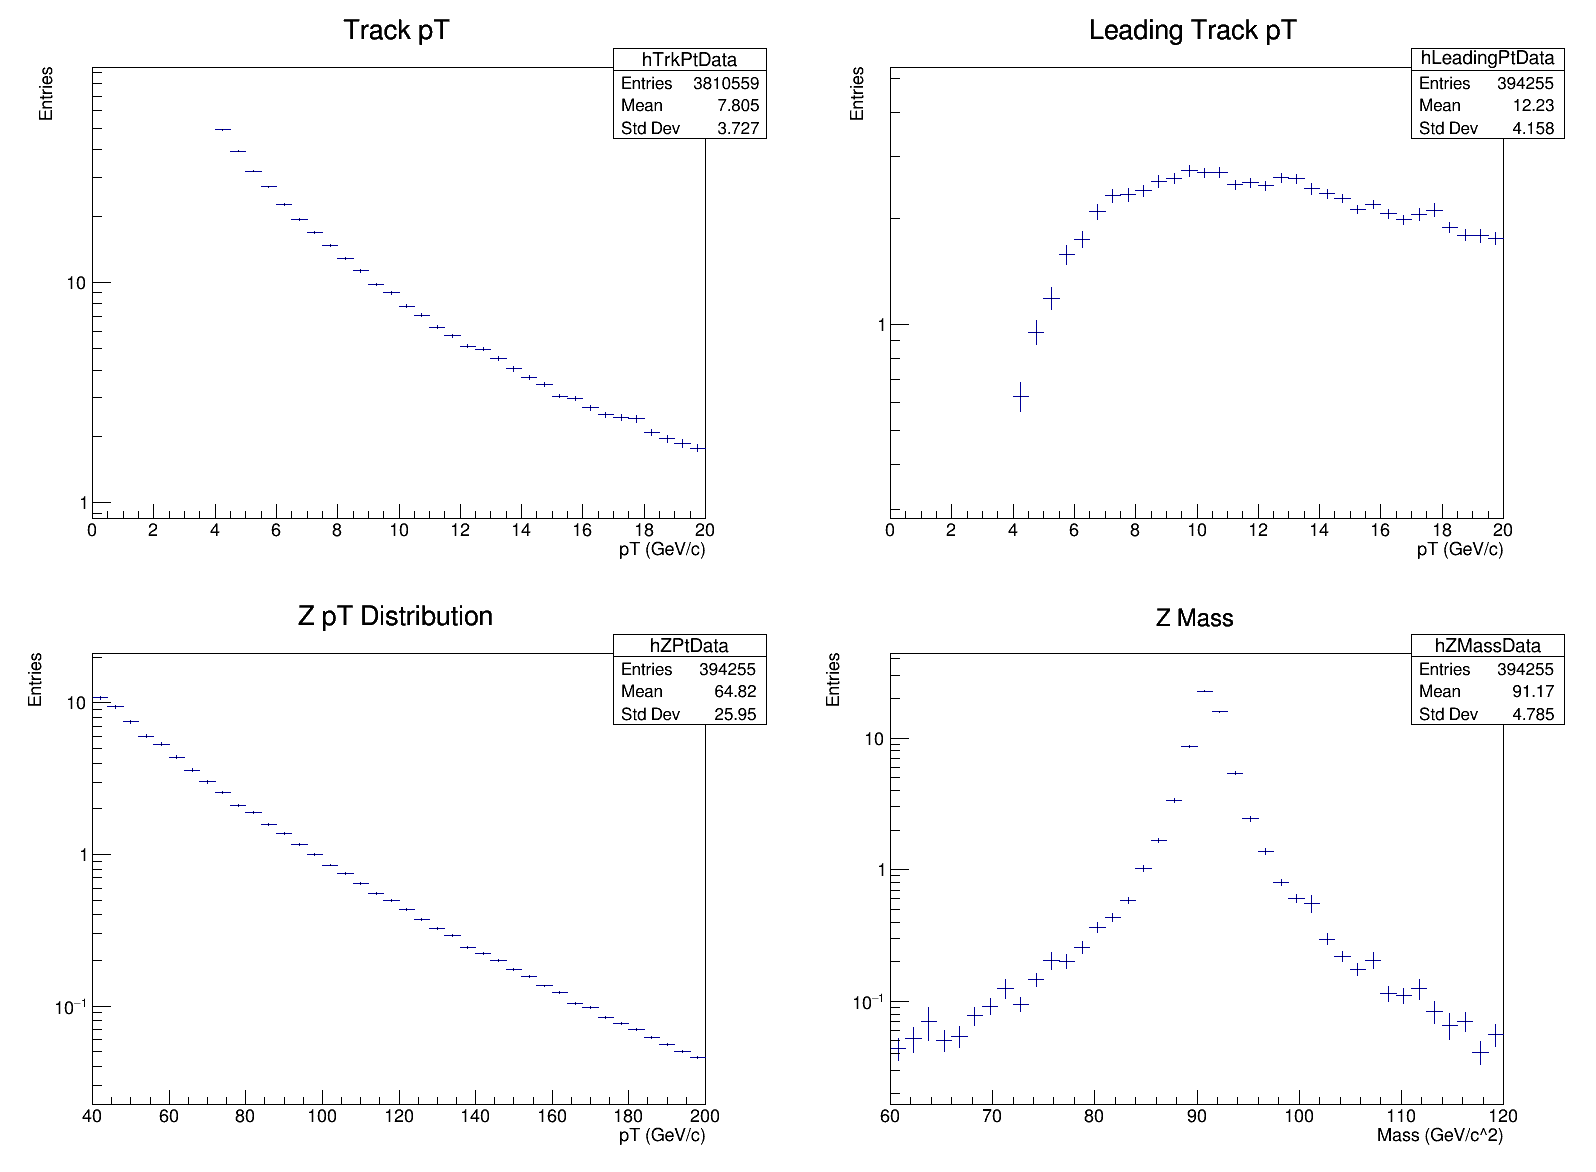 Track pT
Entries
hTrkPtData
Entries 3810559
Mean 7.805
Std Dev 3.727
10
1
0 2 4 6 8 10 12 14 16 18 20
pT (GeV/c)
Leading Track pT
Entries
hLeadingPtData
Entries 394255
Mean 12.23
Std Dev 4.158
1
0 2 4 6 8 10 12 14 16 18 20
pT (GeV/c)
Z pT Distribution
Entries
hZPtData
Entries 394255
Mean 64.82
Std Dev 25.95
10
1
10⁻¹
40 60 80 100 120 140 160 180 200
pT (GeV/c)
Z Mass
Entries
hZMassData
Entries 394255
Mean 91.17
Std Dev 4.785
10
1
10⁻¹
60 70 80 90 100 110 120
Mass (GeV/c^2)